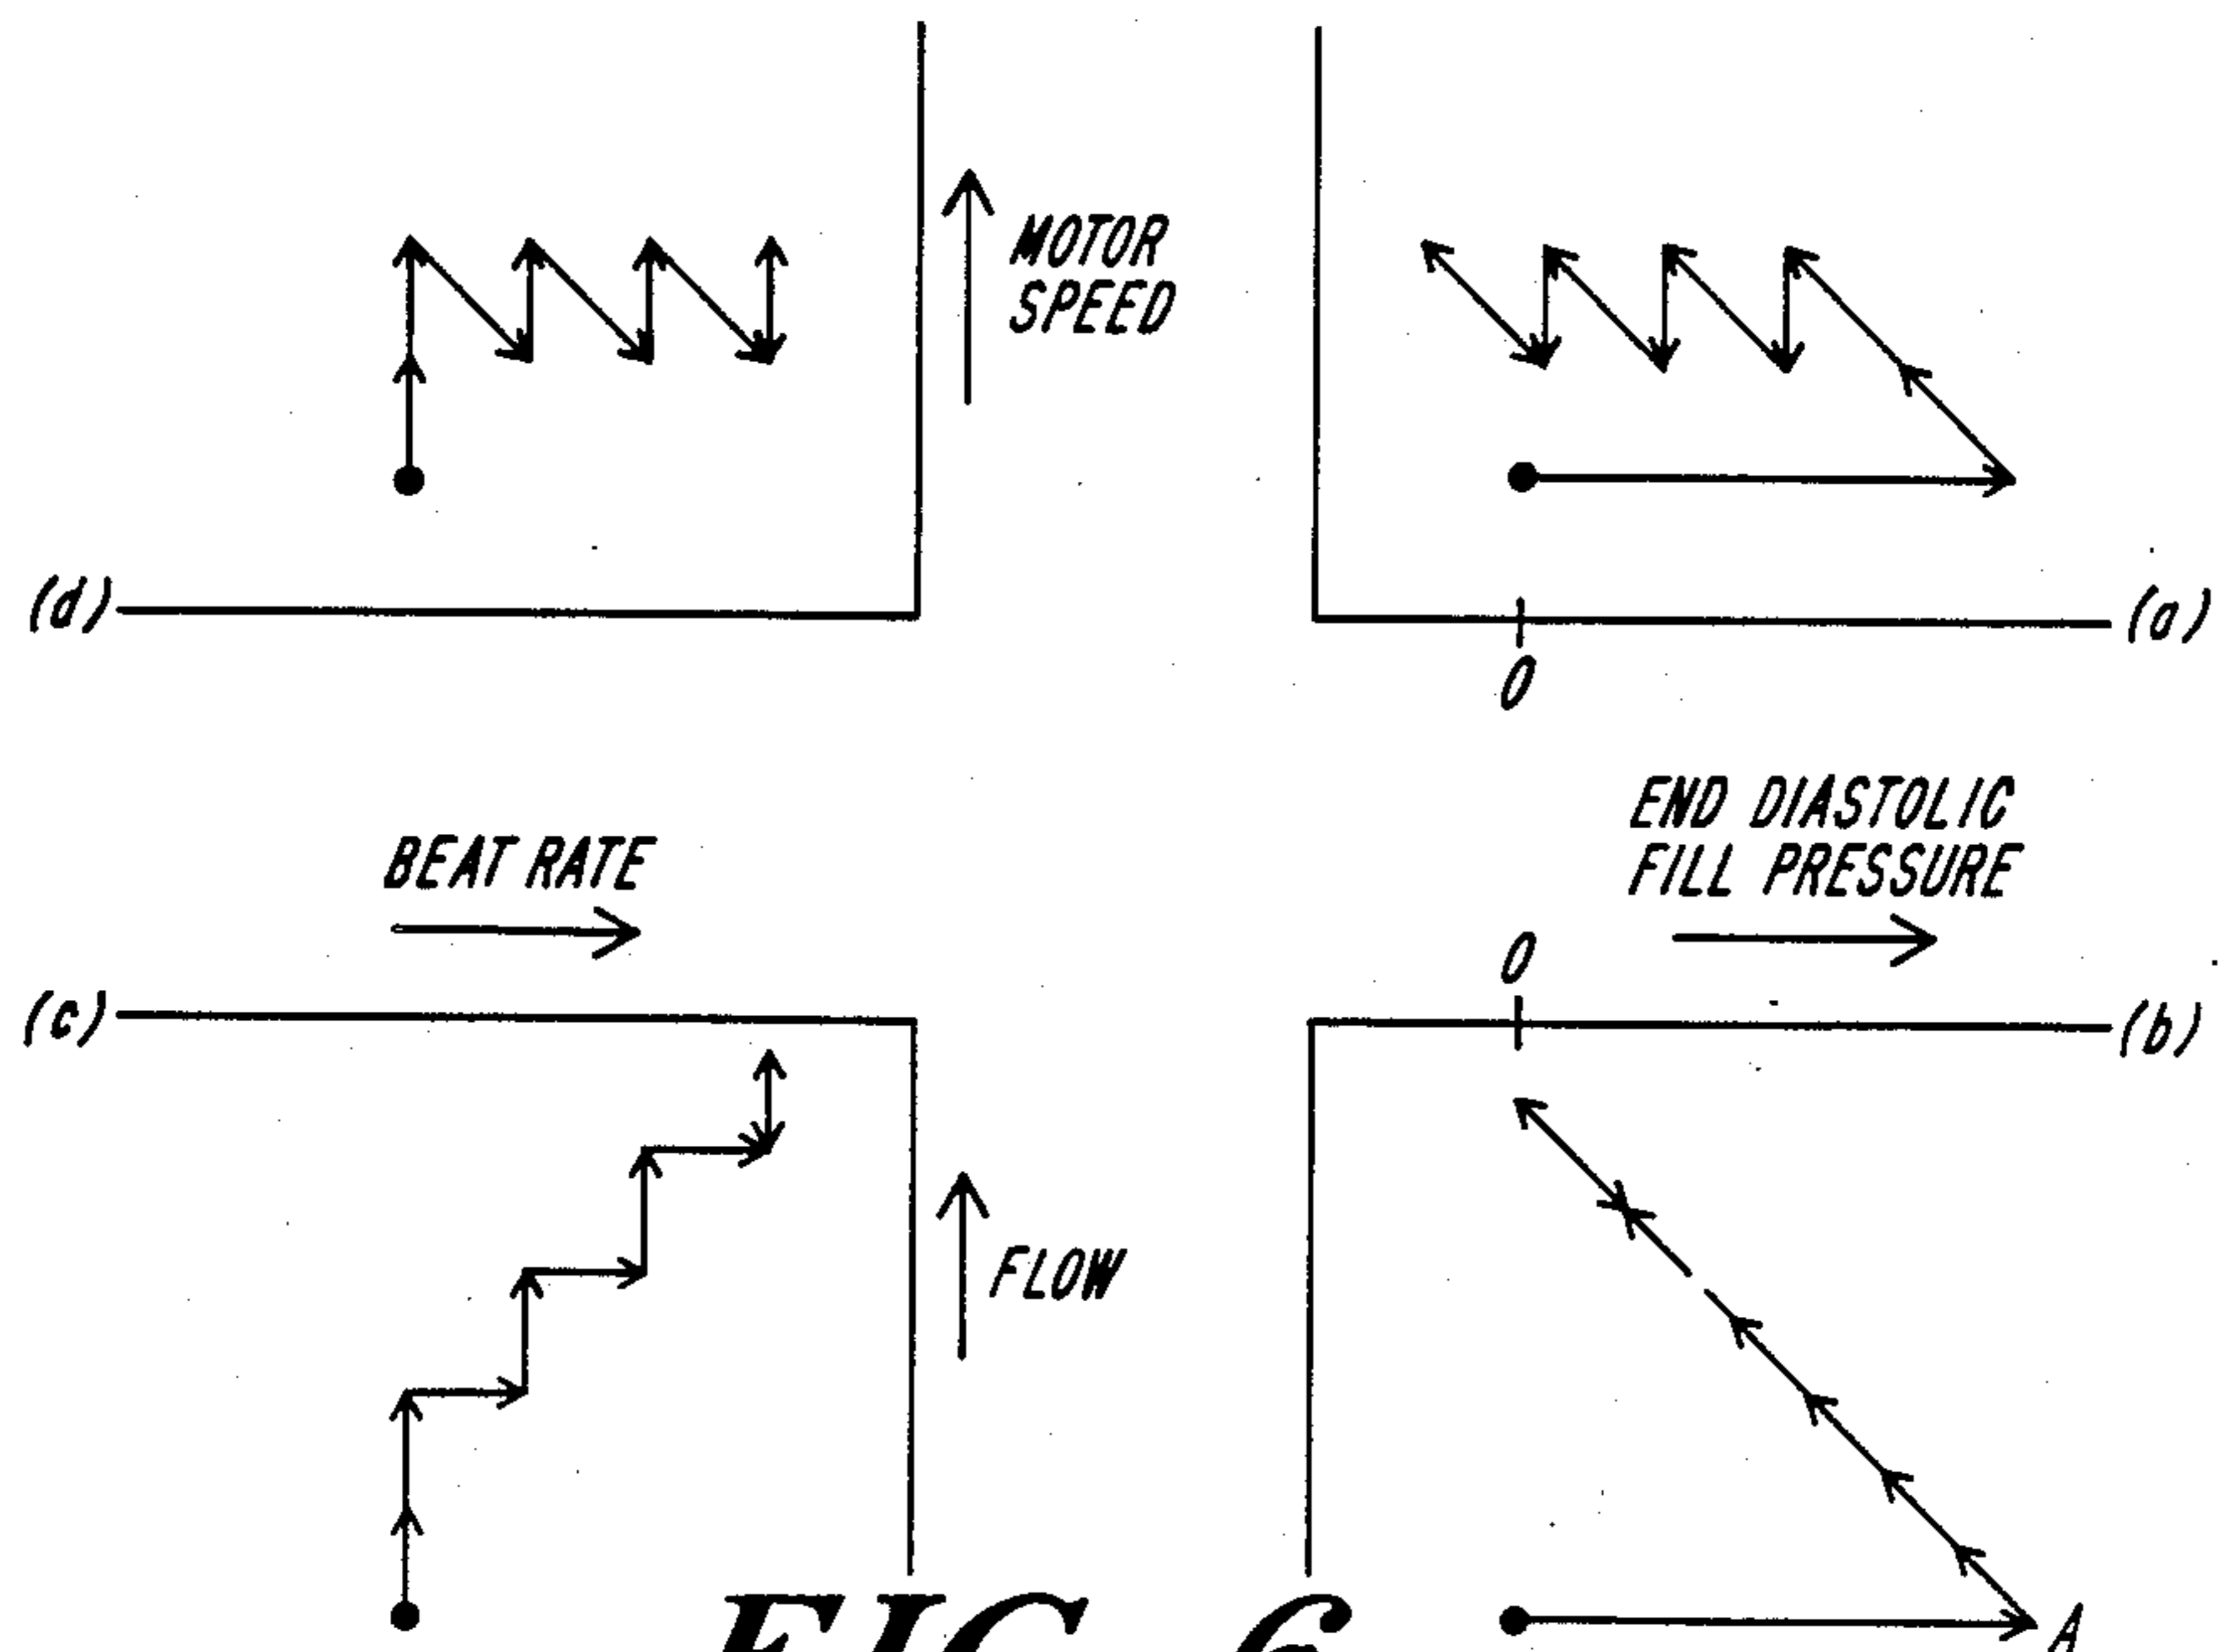 MOTOR
SPEED
(d)
(a)
0
BEAT RATE
END DIASTOLIC
FILL PRESSURE
0
(c)
(b)
FLOW
FIG. 6
A